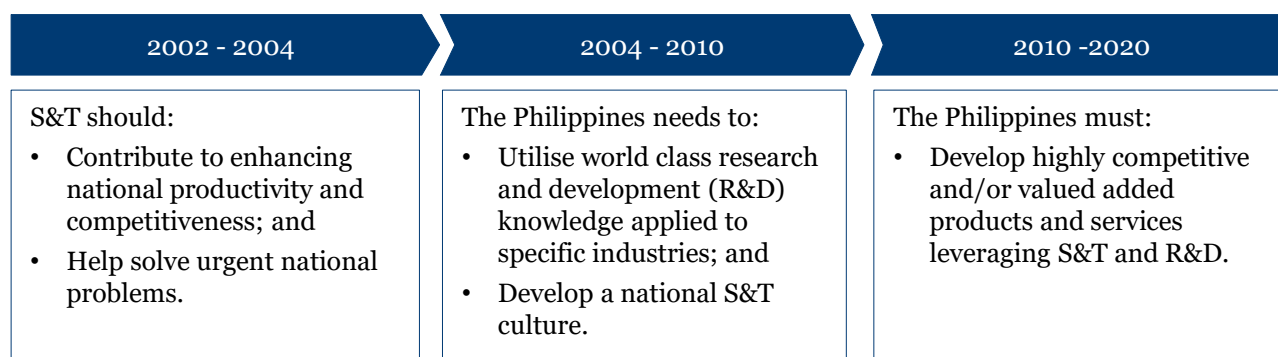 2002 - 2004
2004 - 2010
2010 -2020
S&T should:
• Contribute to enhancing
national productivity and
competitiveness; and
• Help solve urgent national
problems.
The Philippines needs to:
• Utilise world class research
and development (R&D)
knowledge applied to
specific industries; and
• Develop a national S&T
culture.
The Philippines must:
• Develop highly competitive
and/or valued added
products and services
leveraging S&T and R&D.